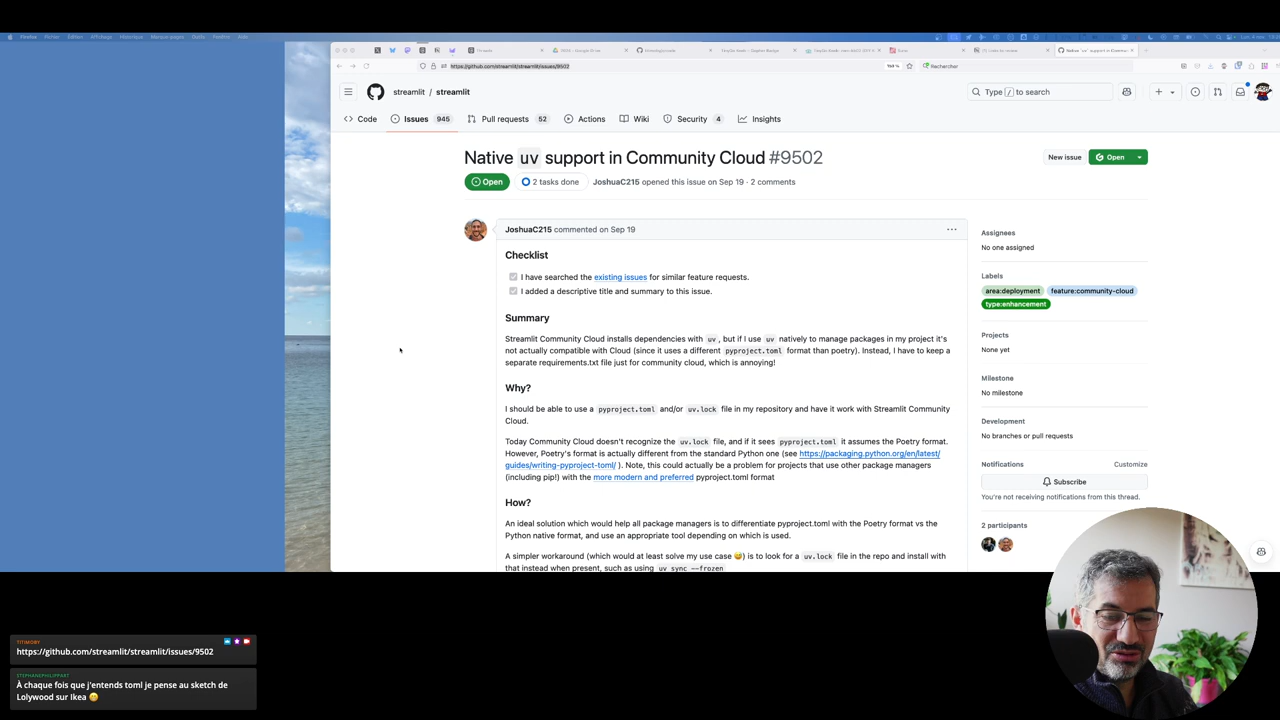 https://github.com/streamlit/streamlit/issues/9502
Rechercher
streamlit / streamlit
Type / to search
Code
Issues 945
Pull requests 52
Actions
Wiki
Security 4
Insights
Native uv support in Community Cloud #9502
New issue
Open
Open
2 tasks done
JoshuaC215 opened this issue on Sep 19 · 2 comments
JoshuaC215 commented on Sep 19
Checklist
I have searched the existing issues for similar feature requests.
I added a descriptive title and summary to this issue.
Summary
Streamlit Community Cloud installs dependencies with uv , but if I use uv natively to manage packages in my project it's
not actually compatible with Cloud (since it uses a different pyproject.toml format than poetry). Instead, I have to keep a
separate requirements.txt file just for community cloud, which is annoying!
Why?
I should be able to use a pyproject.toml and/or uv.lock file in my repository and have it work with Streamlit Community
Cloud.
Today Community Cloud doesn't recognize the uv.lock file, and if it sees pyproject.toml it assumes the Poetry format.
However, Poetry's format is actually different from the standard Python one (see https://packaging.python.org/en/latest/
guides/writing-pyproject-toml/ ). Note, this could actually be a problem for projects that use other package managers
(including pip!) with the more modern and preferred pyproject.toml format
How?
An ideal solution which would help all package managers is to differentiate pyproject.toml with the Poetry format vs the
Python native format, and use an appropriate tool depending on which is used.
A simpler workaround (which would at least solve my use case 😅) is to look for a uv.lock file in the repo and install with
that instead when present, such as using uv sync --frozen
Assignees
No one assigned
Labels
area:deployment
feature:community-cloud
type:enhancement
Projects
None yet
Milestone
No milestone
Development
No branches or pull requests
Notifications
Customize
Subscribe
You're not receiving notifications from this thread.
2 participants
TITIMOBY
https://github.com/streamlit/streamlit/issues/9502
STEPHANEPHILIPPART
À chaque fois que j'entends toml je pense au sketch de
Lolywood sur Ikea 😁